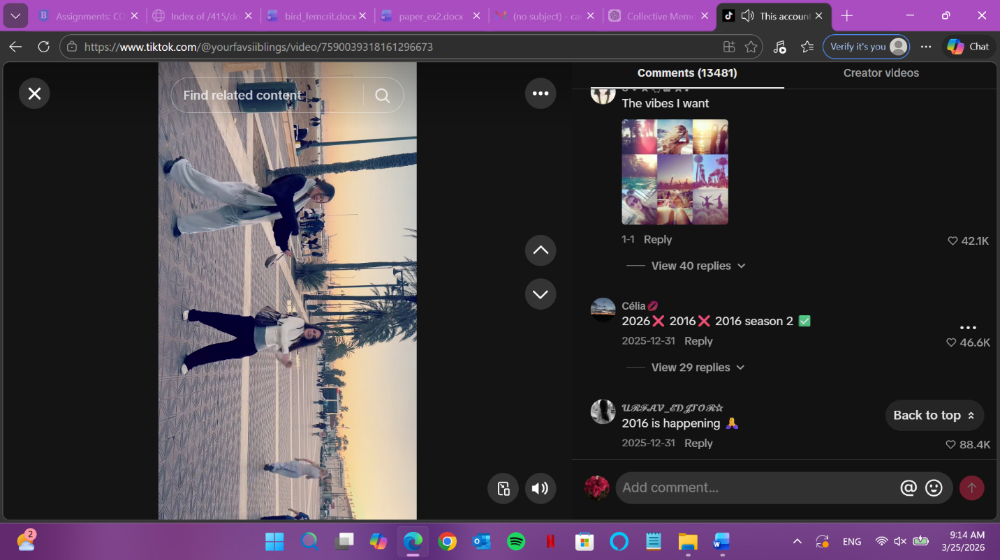 Assignments: CO
Index of /415/do
bird_femcrit.docx
paper_ex2.docx
(no subject) - ca
Collective Memo
This account
https://www.tiktok.com/@yourfavsiiblings/video/7590039318161296673
Verify it's you
Chat
Find related content
Comments (13481)
Creator videos
The vibes I want
1-1 Reply
42.1K
View 40 replies
Célia💋
2026❌ 2016❌ 2016 season 2 ✅
2025-12-31 Reply
46.6K
View 29 replies
𝓤𝓡𝓕𝓐𝓥_𝓔𝓓𝓘𝓣𝓞𝓡☆
2016 is happening 🙏
Back to top
2025-12-31 Reply
88.4K
Add comment...
2
ENG
9:14 AM
3/25/2026